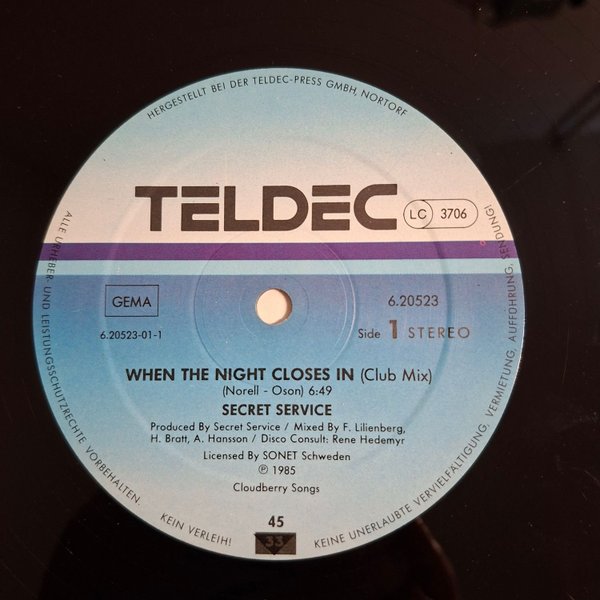 HERGESTELLT BEI DER TELDEC-PRESS GMBH, NORTORF
TELDEC
LC 3706
GEMA
6.20523
6.20523-01-1
Side 1 STEREO
WHEN THE NIGHT CLOSES IN (Club Mix)
(Norell - Oson) 6:49
SECRET SERVICE
Produced By Secret Service / Mixed By F. Lilienberg,
H. Bratt, A. Hansson / Disco Consult: Rene Hedemyr
Licensed By SONET Schweden
℗ 1985
Cloudberry Songs
45
33
ALLE URHEBER- UND LEISTUNGSSCHUTZRECHTE VORBEHALTEN. KEIN VERLEIH! KEINE UNERLAUBTE VERVIELFÄLTIGUNG, VERMIETUNG, AUFFÜHRUNG, SENDUNG!